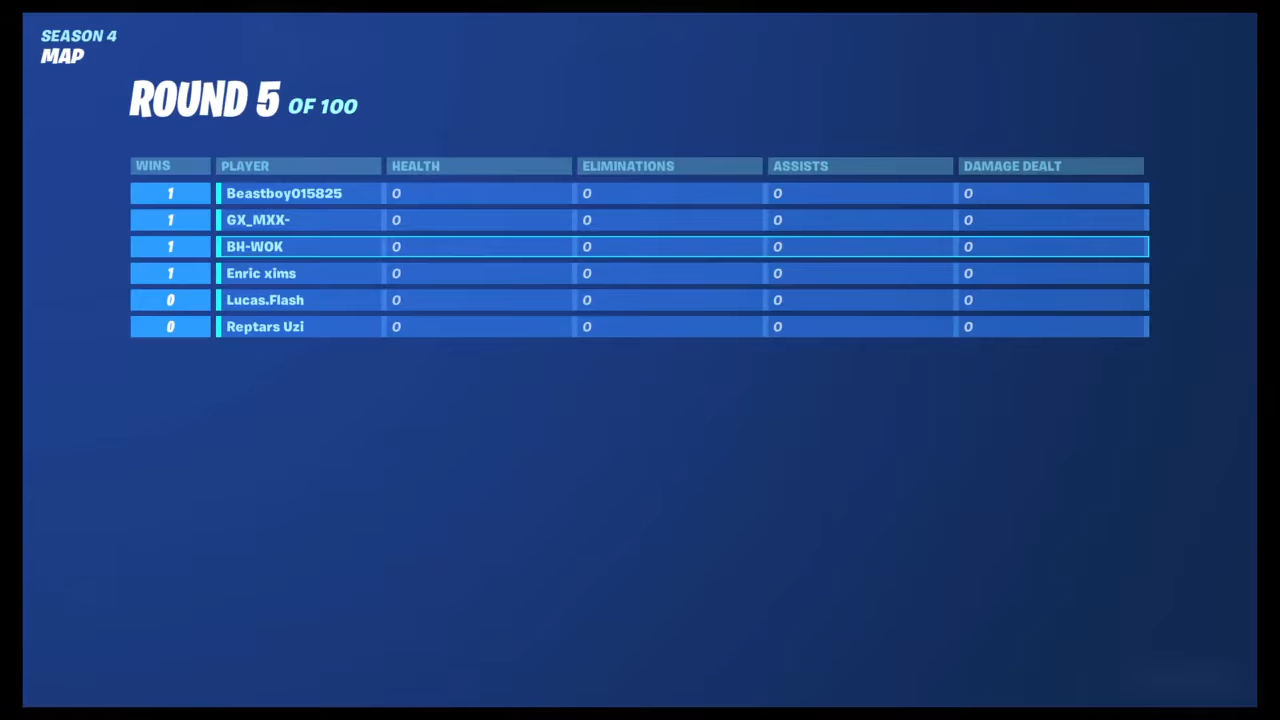 SEASON 4
MAP
ROUND 5 OF 100
WINS PLAYER HEALTH ELIMINATIONS ASSISTS DAMAGE DEALT
1 Beastboy015825 0 0 0 0
1 GX_MXX- 0 0 0 0
1 BH-WOK 0 0 0 0
1 Enric xims 0 0 0 0
0 Lucas.Flash 0 0 0 0
0 Reptars Uzi 0 0 0 0